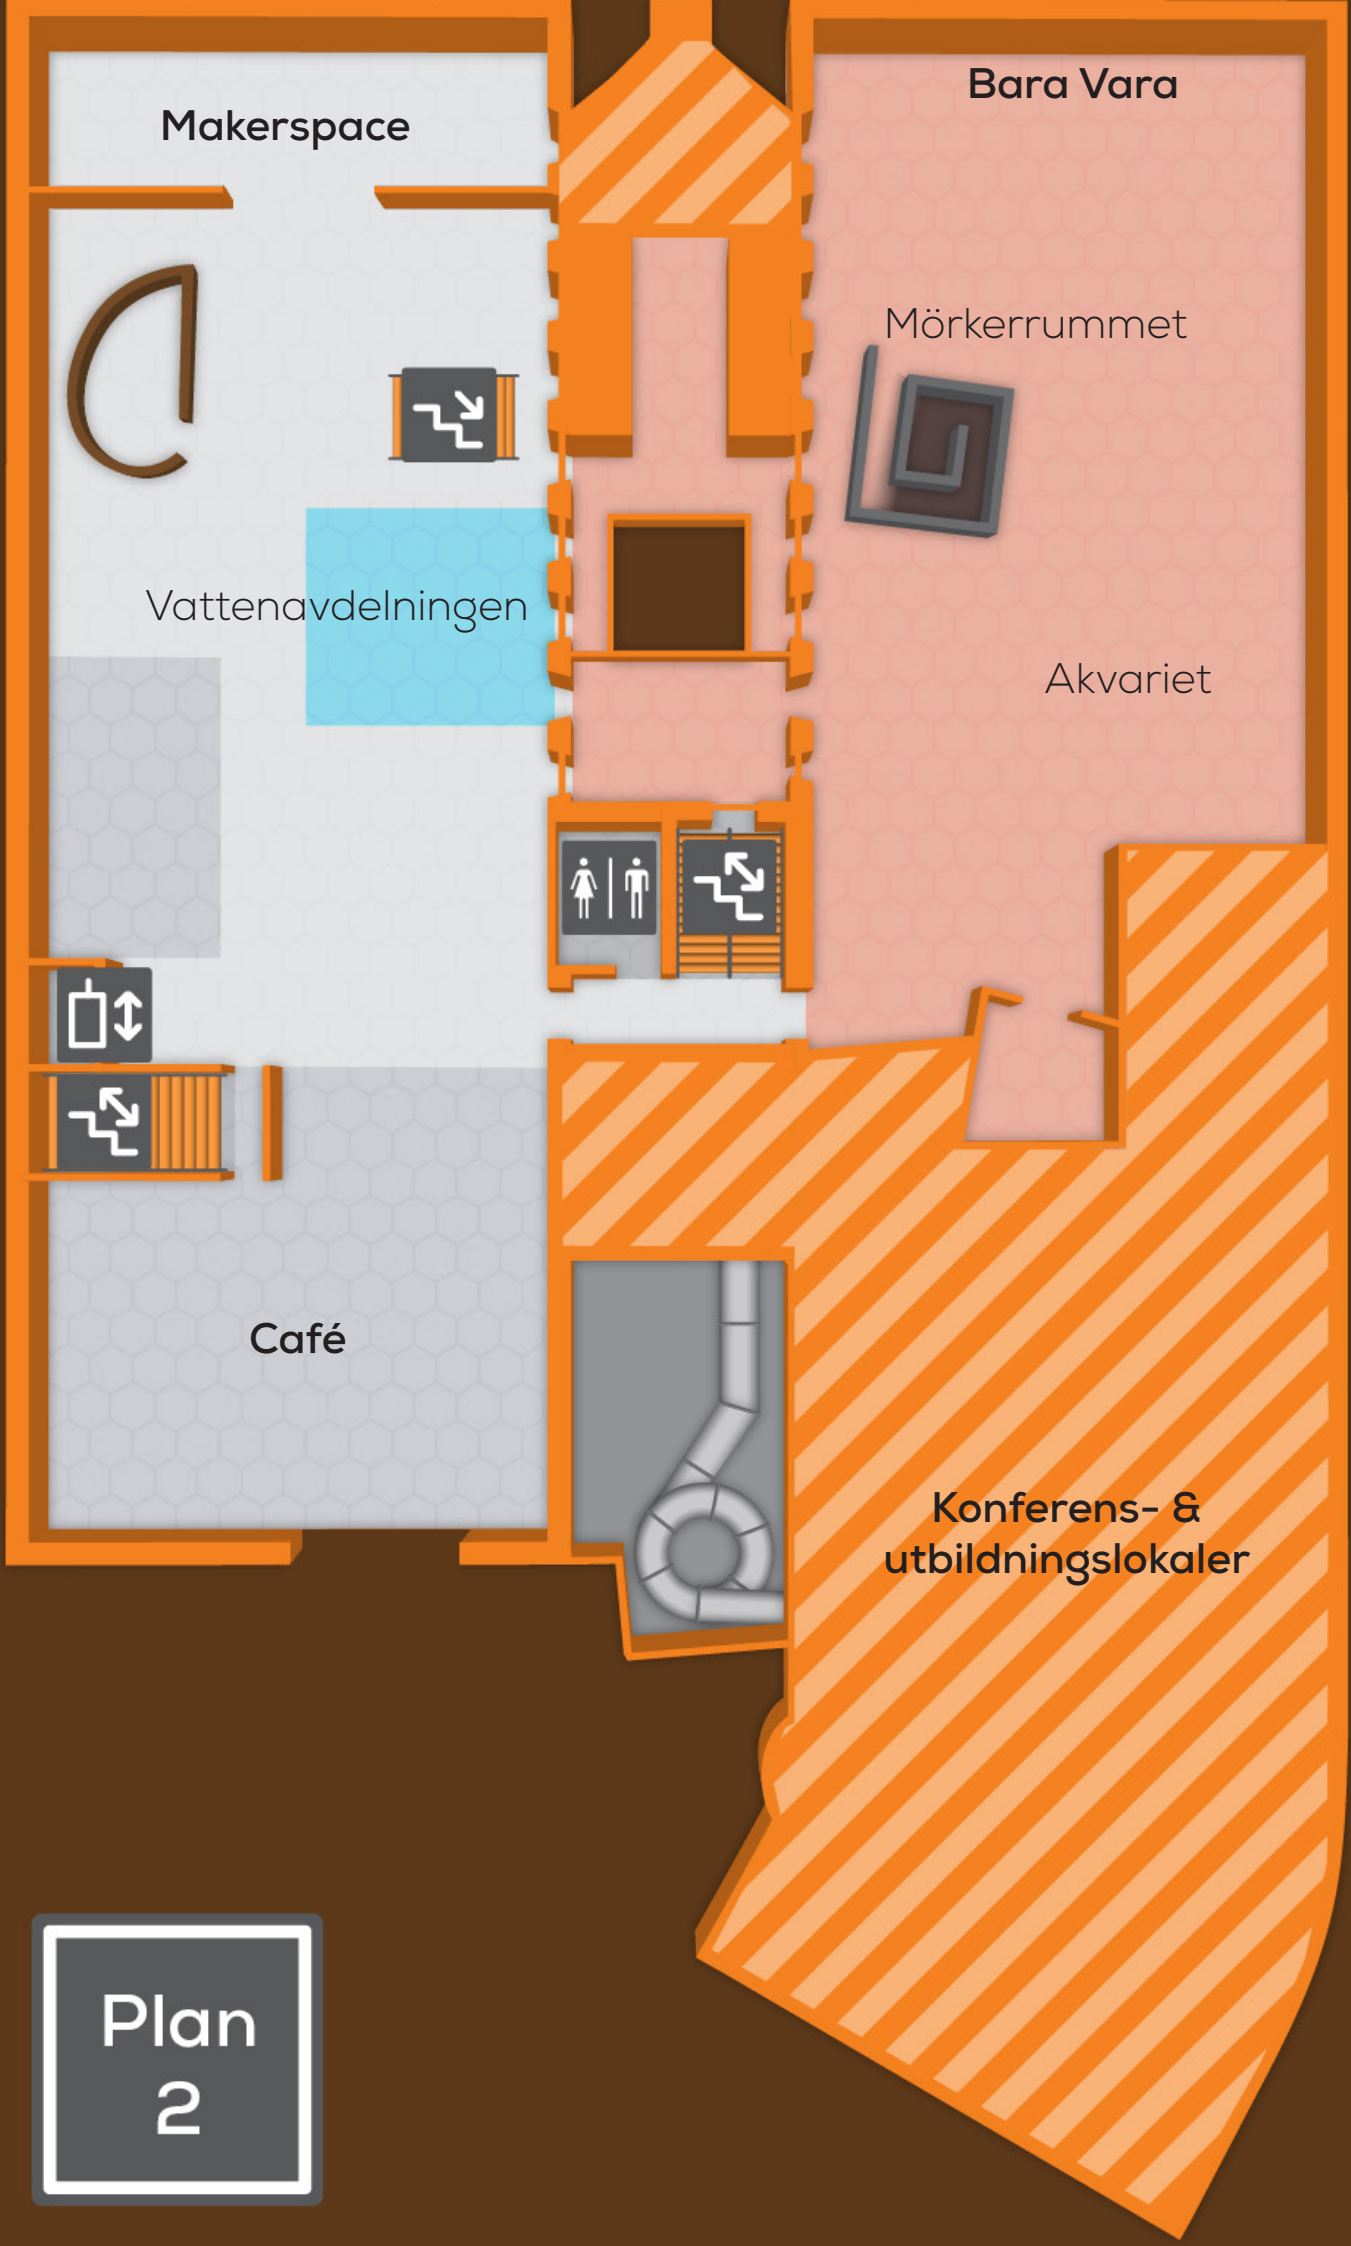 Bara Vara
Makerspace
Mörkerrummet
Vattenavdelningen
Akvariet
Café
Konferens- &
utbildningslokaler
Plan
2